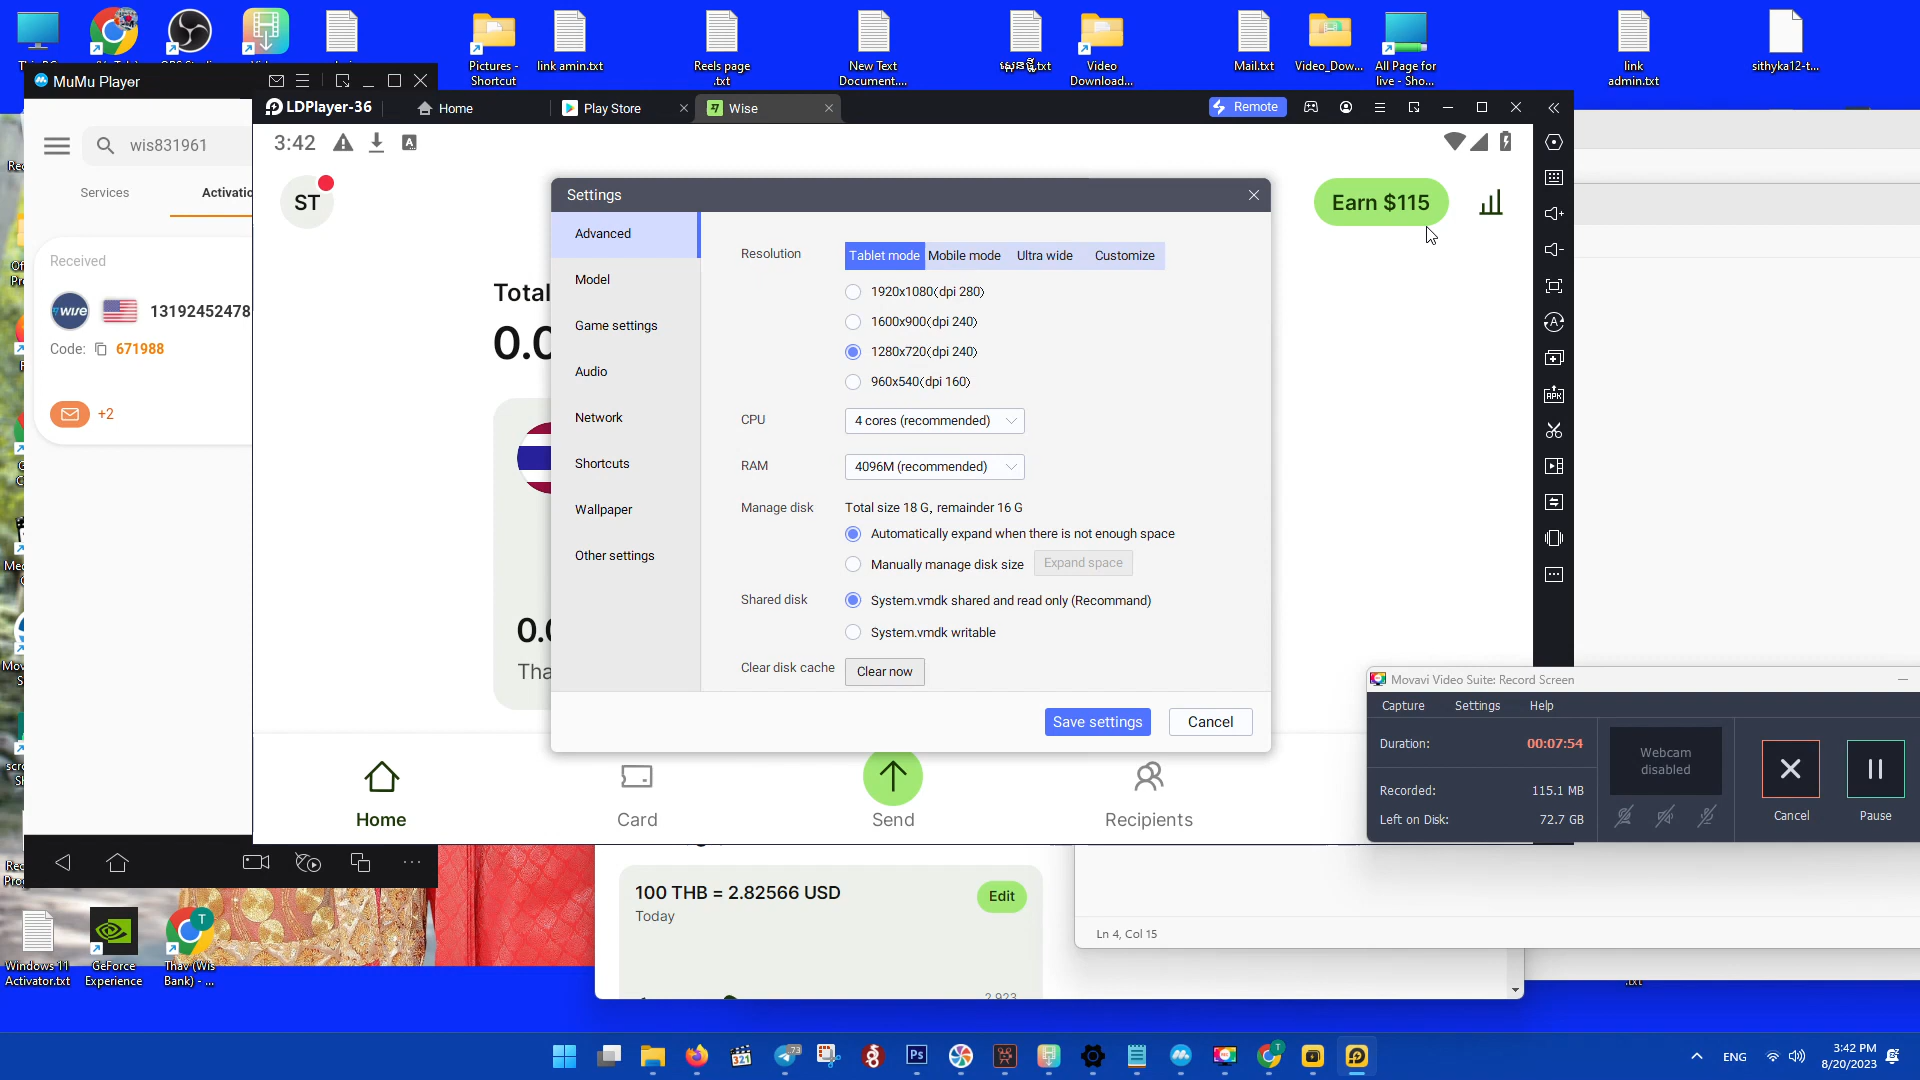 Pictures -
Shortcut
link amin.txt
Reels page
.txt
New Text
Document....
Video
Download...
Mail.txt
Video_Dow...
All Page for
live - Sho...
link
admin.txt
sithyka12-t...
MuMu Player
wis831961
Services
Activatio
Received
wise
13192452478
Code:
671988
+2
LDPlayer-36
Home
Play Store
Wise
Remote
3:42
ST
Earn $115
Total
Settings
Advanced
Model
Game settings
Audio
Network
Shortcuts
Wallpaper
Other settings
Resolution
Tablet mode
Mobile mode
Ultra wide
Customize
1920x1080(dpi 280)
1600x900(dpi 240)
1280x720(dpi 240)
960x540(dpi 160)
CPU
4 cores (recommended)
RAM
4096M (recommended)
Manage disk
Total size 18 G, remainder 16 G
Automatically expand when there is not enough space
Manually manage disk size
Expand space
Shared disk
System.vmdk shared and read only (Recommand)
System.vmdk writable
Clear disk cache
Clear now
Save settings
Cancel
Home
Card
Send
Recipients
Movavi Video Suite: Record Screen
Capture
Settings
Help
Duration:
00:07:54
Webcam
disabled
Recorded:
115.1 MB
Left on Disk:
72.7 GB
Cancel
Pause
100 THB = 2.82566 USD
Today
Edit
Ln 4, Col 15
Windows 11
Activator.txt
GeForce
Experience
Thav (Wis
Bank) - ...
73
321
Ps
ENG
3:42 PM
8/20/2023